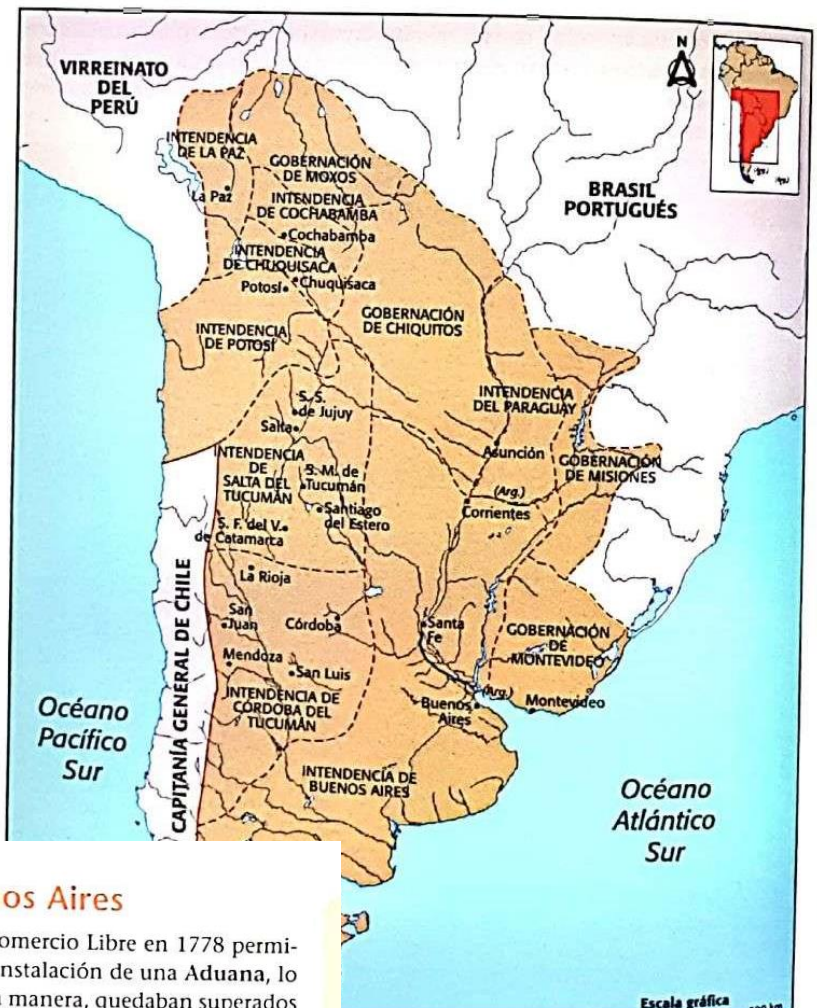 VIRREINATO
DEL
PERÚ
N
INTENDENCIA
DE LA PAZ
La Paz
GOBERNACIÓN
DE MOXOS
INTENDENCIA
DE COCHABAMBA
Cochabamba
INTENDENCIA
DE CHUQUISACA
Potosí
Chuquisaca
BRASIL
PORTUGUÉS
INTENDENCIA
DE POTOSÍ
GOBERNACIÓN
DE CHIQUITOS
S. S.
de Jujuy
Salta
INTENDENCIA
DEL PARAGUAY
Asunción
GOBERNACIÓN
DE MISIONES
INTENDENCIA
DE
SALTA DEL
TUCUMÁN
S. M. de
Tucumán
Santiago
del Estero
(Arg.)
Corrientes
S. F. del V.
de Catamarca
La Rioja
San
Juan
Córdoba
Santa
Fe
GOBERNACIÓN
DE
MONTEVIDEO
Mendoza
San Luis
INTENDENCIA DE
CÓRDOBA DEL
TUCUMÁN
Buenos
Aires
(Arg.)
Montevideo
CAPITANÍA GENERAL DE CHILE
Océano
Pacífico
Sur
INTENDENCIA DE
BUENOS AIRES
Océano
Atlántico
Sur
os Aires
omercio Libre en 1778 permi-
nstalación de una Aduana, lo
manera, quedaban superados
Escala gráfica